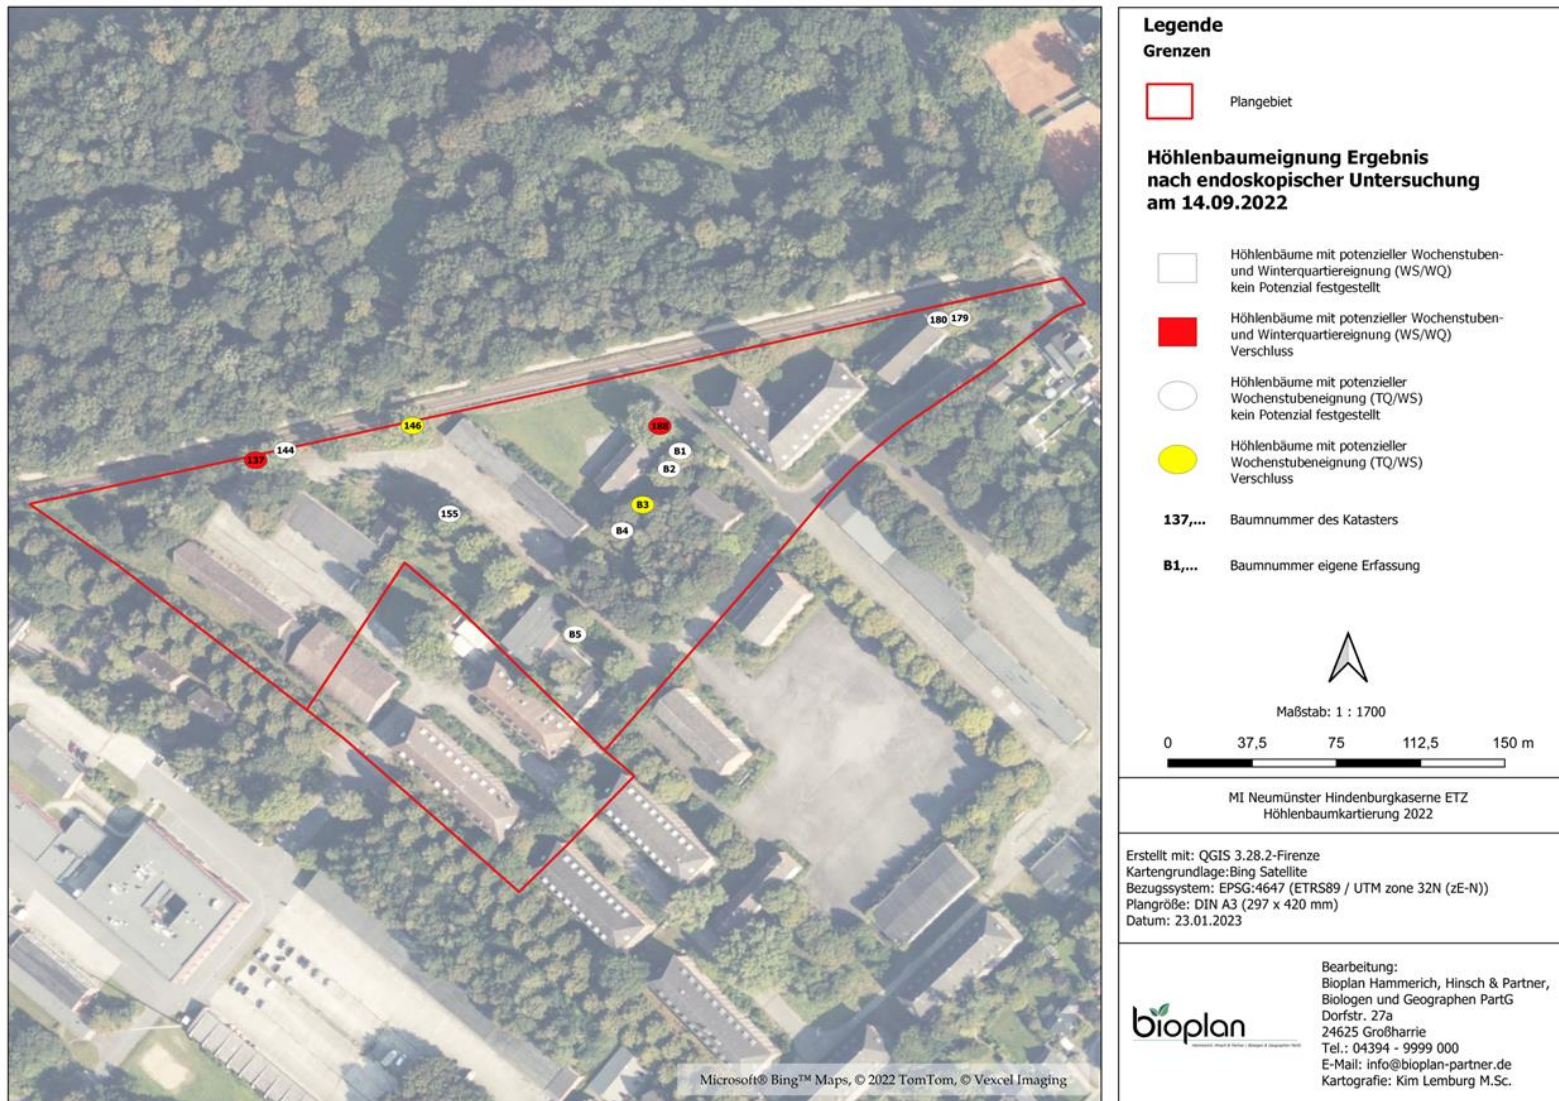 180
179
146
188
144
B1
137
B2
B3
155
B4
B5
Microsoft® Bing™ Maps, © 2022 TomTom, © Vexcel Imaging
Legende
Grenzen
Plangebiet
Höhlenbaumeignung Ergebnis
nach endoskopischer Untersuchung
am 14.09.2022
Höhlenbäume mit potenzieller Wochenstuben-
und Winterquartiereignung (WS/WQ)
kein Potenzial festgestellt
Höhlenbäume mit potenzieller Wochenstuben-
und Winterquartiereignung (WS/WQ)
Verschluss
Höhlenbäume mit potenzieller
Wochenstubeneignung (TQ/WS)
kein Potenzial festgestellt
Höhlenbäume mit potenzieller
Wochenstubeneignung (TQ/WS)
Verschluss
137,... Baumnummer des Katasters
B1,... Baumnummer eigene Erfassung
Maßstab: 1 : 1700
0 37,5 75 112,5 150 m
MI Neumünster Hindenburgkaserne ETZ
Höhlenbaumkartierung 2022
Erstellt mit: QGIS 3.28.2-Firenze
Kartengrundlage:Bing Satellite
Bezugssystem: EPSG:4647 (ETRS89 / UTM zone 32N (zE-N))
Plangröße: DIN A3 (297 x 420 mm)
Datum: 23.01.2023
bioplan
Bearbeitung:
Bioplan Hammerich, Hinsch & Partner,
Biologen und Geographen PartG
Dorfstr. 27a
24625 Großharrie
Tel.: 04394 - 9999 000
E-Mail: info@bioplan-partner.de
Kartografie: Kim Lemburg M.Sc.